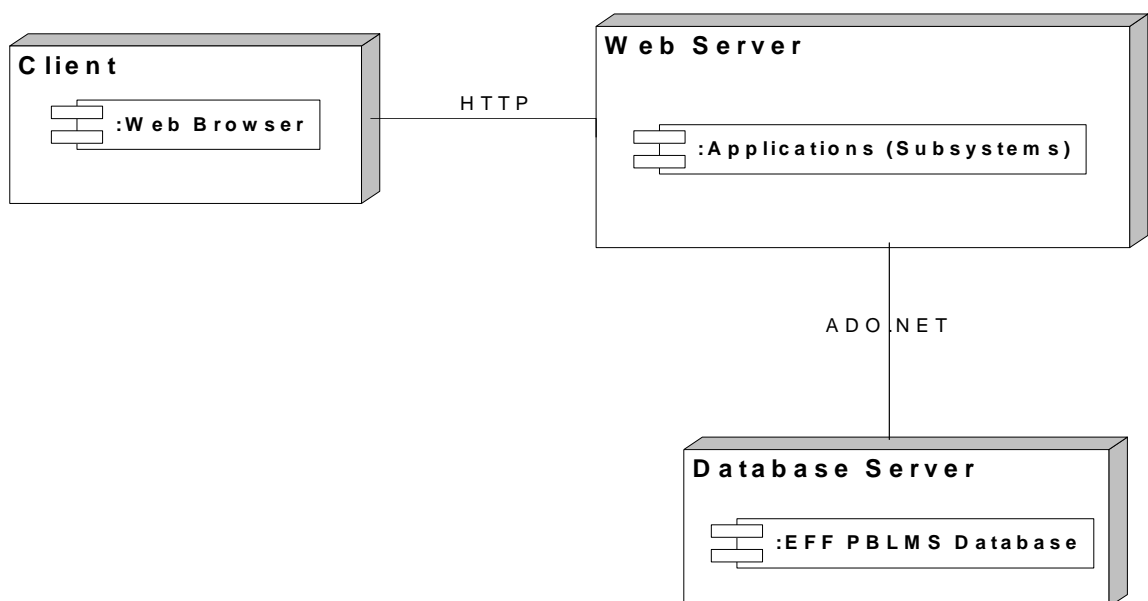 Client
:Web Browser
HTTP
Web Server
:Applications (Subsystems)
ADO.NET
Database Server
:EFF PBLMS Database